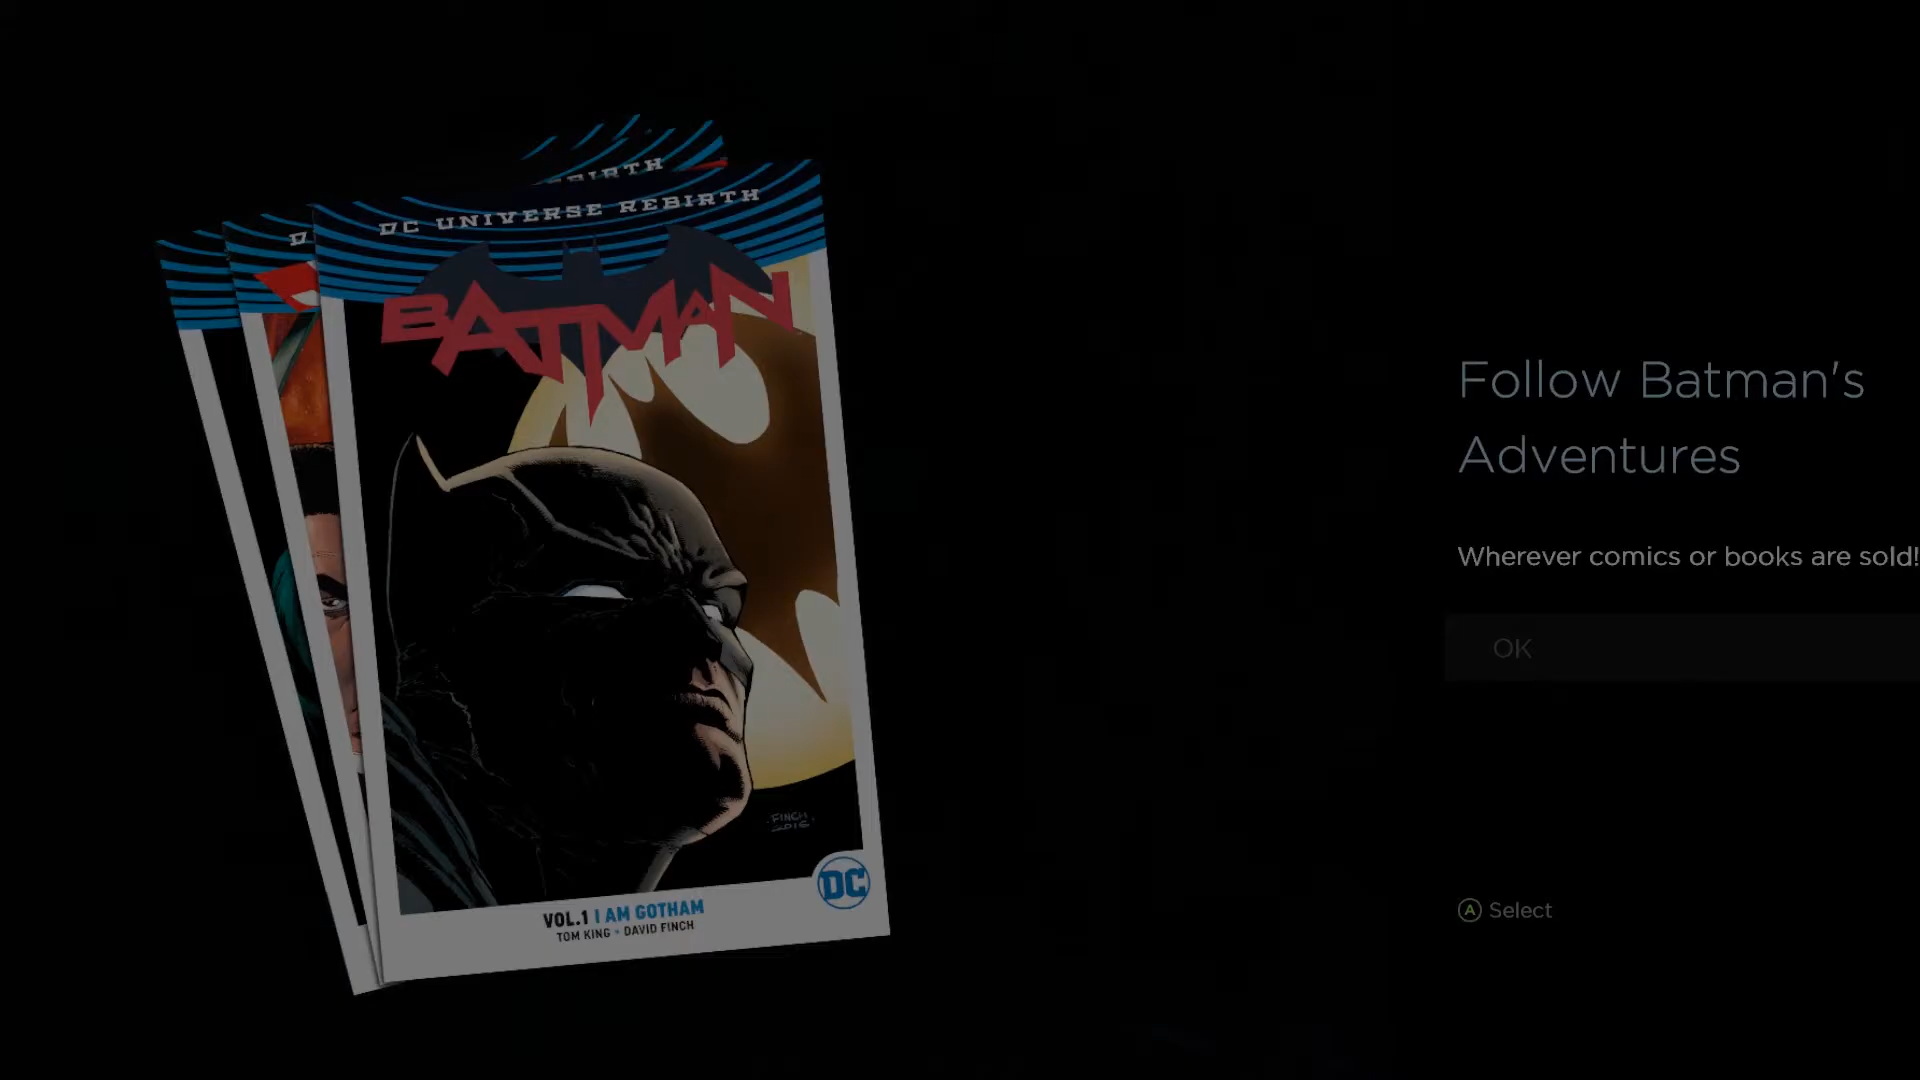 EBIRTH
D
DC UNIVERSE REBIRTH
BATMAN
FINCH
2016
DC
VOL.1 I AM GOTHAM
TOM KING • DAVID FINCH
Follow Batman's
Adventures
Wherever comics or books are sold!
OK
A Select